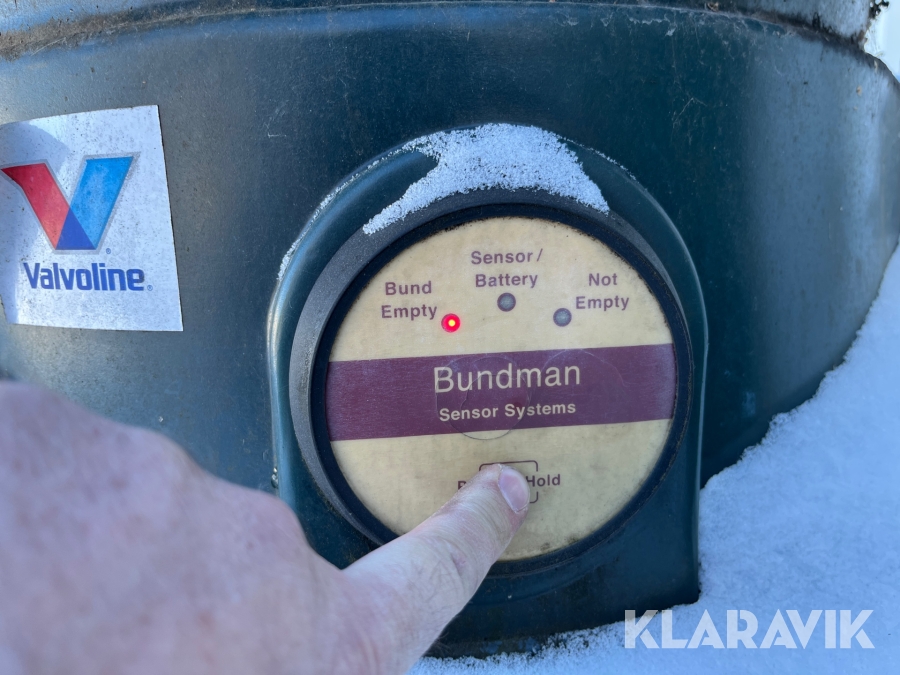 Valvoline
Sensor /
Battery
Bund
Empty
Not
Empty
Bundman
Sensor Systems
Hold
KLARAVIK